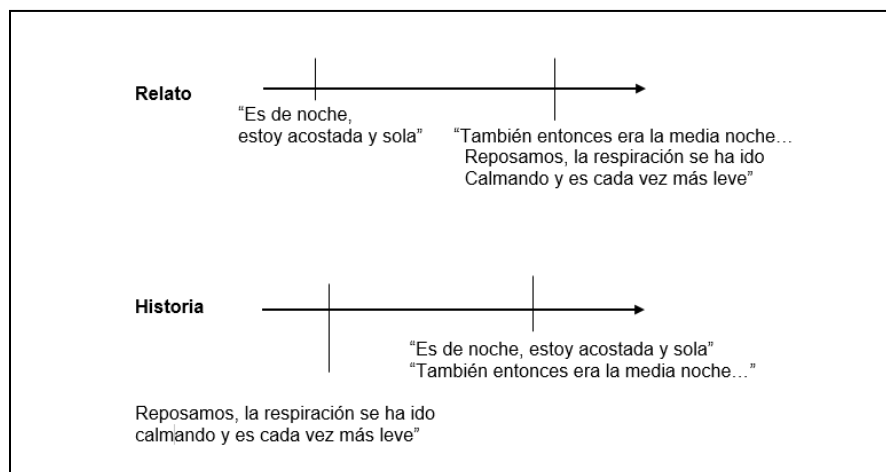 Relato
“Es de noche,
estoy acostada y sola”
“También entonces era la media noche…
Reposamos, la respiración se ha ido
Calmando y es cada vez más leve”
Historia
“Es de noche, estoy acostada y sola”
“También entonces era la media noche…”
Reposamos, la respiración se ha ido
calmando y es cada vez más leve”